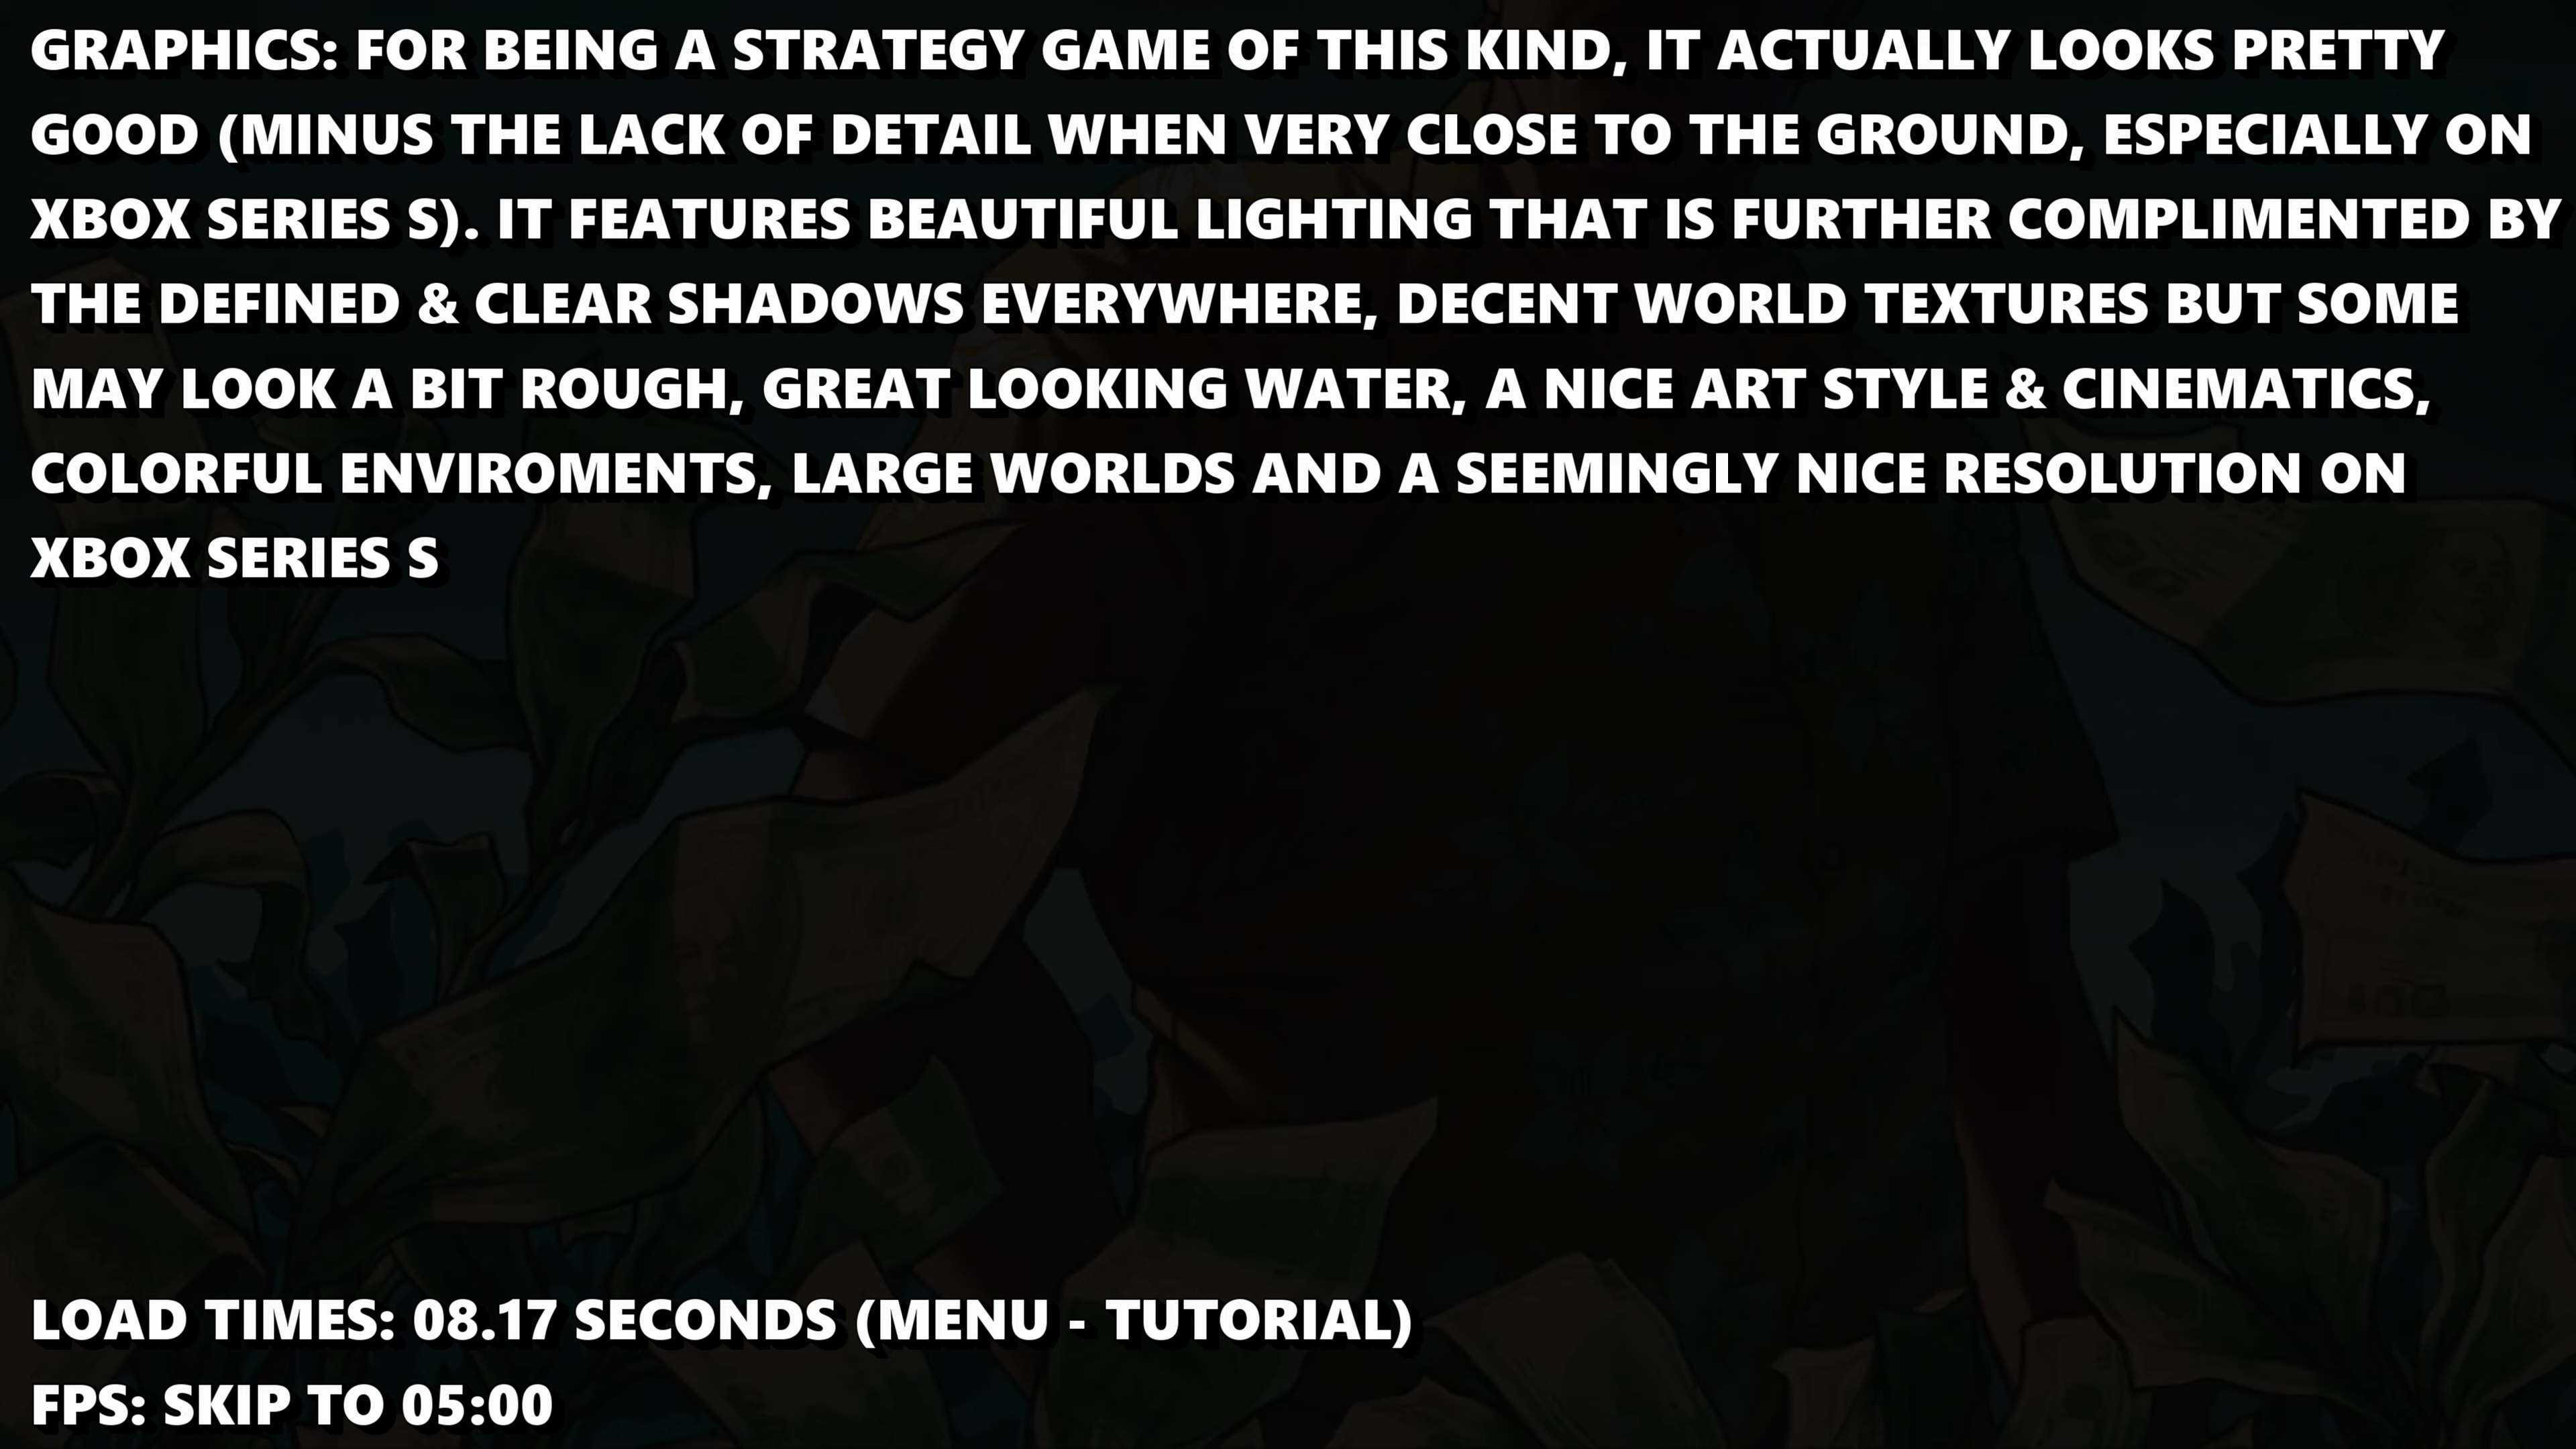 GRAPHICS: FOR BEING A STRATEGY GAME OF THIS KIND, IT ACTUALLY LOOKS PRETTY
GOOD (MINUS THE LACK OF DETAIL WHEN VERY CLOSE TO THE GROUND, ESPECIALLY ON
XBOX SERIES S). IT FEATURES BEAUTIFUL LIGHTING THAT IS FURTHER COMPLIMENTED BY
THE DEFINED & CLEAR SHADOWS EVERYWHERE, DECENT WORLD TEXTURES BUT SOME
MAY LOOK A BIT ROUGH, GREAT LOOKING WATER, A NICE ART STYLE & CINEMATICS,
COLORFUL ENVIROMENTS, LARGE WORLDS AND A SEEMINGLY NICE RESOLUTION ON
XBOX SERIES S
LOAD TIMES: 08.17 SECONDS (MENU - TUTORIAL)
FPS: SKIP TO 05:00